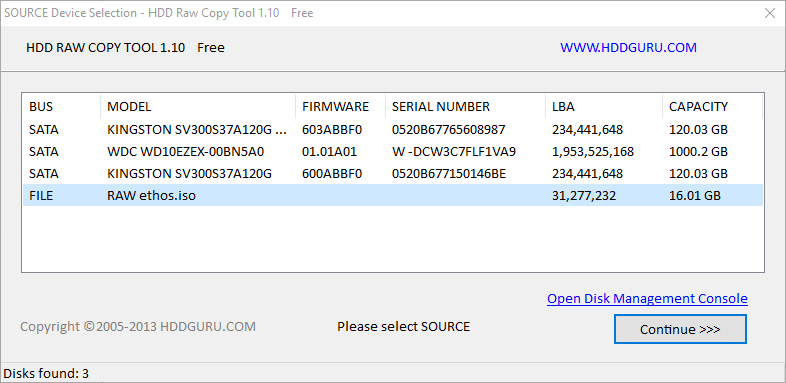 SOURCE Device Selection - HDD Raw Copy Tool 1.10 Free
HDD RAW COPY TOOL 1.10 Free WWW.HDDGURU.COM
BUS MODEL FIRMWARE SERIAL NUMBER LBA CAPACITY
SATA KINGSTON SV300S37A120G ... 603ABBF0 0520B67765608987 234,441,648 120.03 GB
SATA WDC WD10EZEX-00BN5A0 01.01A01 W -DCW3C7FLF1VA9 1,953,525,168 1000.2 GB
SATA KINGSTON SV300S37A120G 600ABBF0 0520B677150146BE 234,441,648 120.03 GB
FILE RAW ethos.iso 31,277,232 16.01 GB
Open Disk Management Console
Copyright ©2005-2013 HDDGURU.COM Please select SOURCE Continue >>>
Disks found: 3